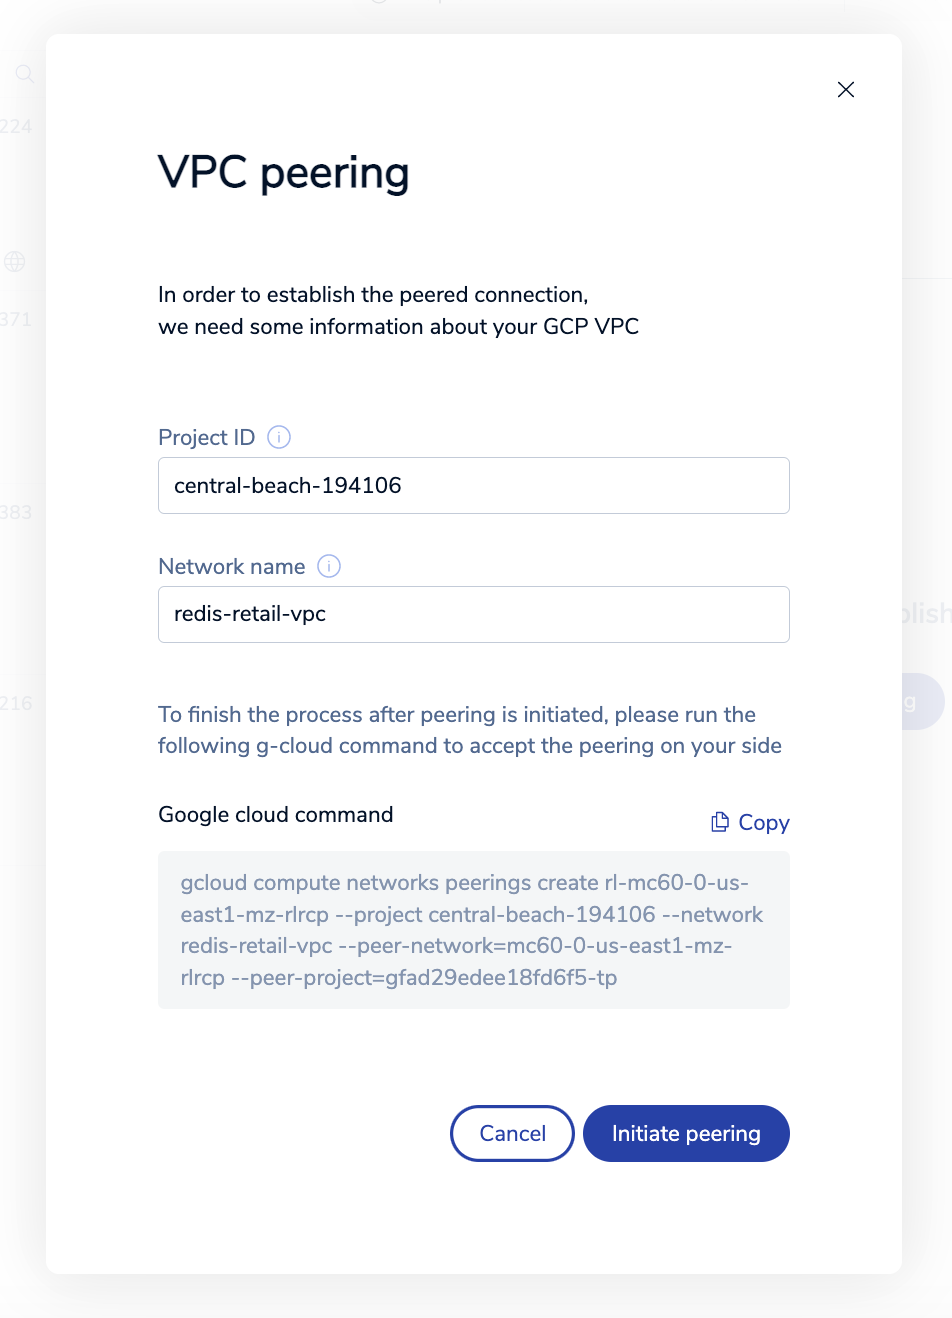 224
VPC peering
In order to establish the peered connection,
we need some information about your GCP VPC
371
Project ID
central-beach-194106
383
Network name
redis-retail-vpc
216
To finish the process after peering is initiated, please run the
following g-cloud command to accept the peering on your side
Google cloud command
Copy
gcloud compute networks peerings create rl-mc60-0-us-
east1-mz-rlrcp --project central-beach-194106 --network
redis-retail-vpc --peer-network=mc60-0-us-east1-mz-
rlrcp --peer-project=gfad29edee18fd6f5-tp
Cancel
Initiate peering